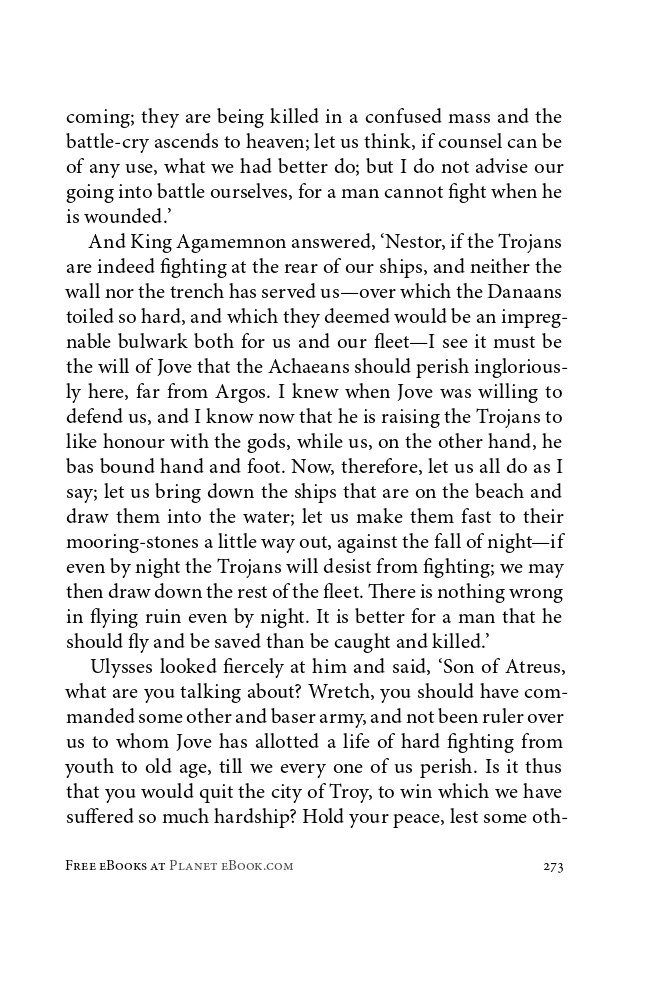 coming; they are being killed in a confused mass and the
battle-cry ascends to heaven; let us think, if counsel can be
of any use, what we had better do; but I do not advise our
going into battle ourselves, for a man cannot fight when he
is wounded.’
And King Agamemnon answered, ‘Nestor, if the Trojans
are indeed fighting at the rear of our ships, and neither the
wall nor the trench has served us—over which the Danaans
toiled so hard, and which they deemed would be an impreg-
nable bulwark both for us and our fleet—I see it must be
the will of Jove that the Achaeans should perish inglorious-
ly here, far from Argos. I knew when Jove was willing to
defend us, and I know now that he is raising the Trojans to
like honour with the gods, while us, on the other hand, he
bas bound hand and foot. Now, therefore, let us all do as I
say; let us bring down the ships that are on the beach and
draw them into the water; let us make them fast to their
mooring-stones a little way out, against the fall of night—if
even by night the Trojans will desist from fighting; we may
then draw down the rest of the fleet. There is nothing wrong
in flying ruin even by night. It is better for a man that he
should fly and be saved than be caught and killed.’
Ulysses looked fiercely at him and said, ‘Son of Atreus,
what are you talking about? Wretch, you should have com-
manded some other and baser army, and not been ruler over
us to whom Jove has allotted a life of hard fighting from
youth to old age, till we every one of us perish. Is it thus
that you would quit the city of Troy, to win which we have
suffered so much hardship? Hold your peace, lest some oth-
Free eBooks at Planet eBook.com 273